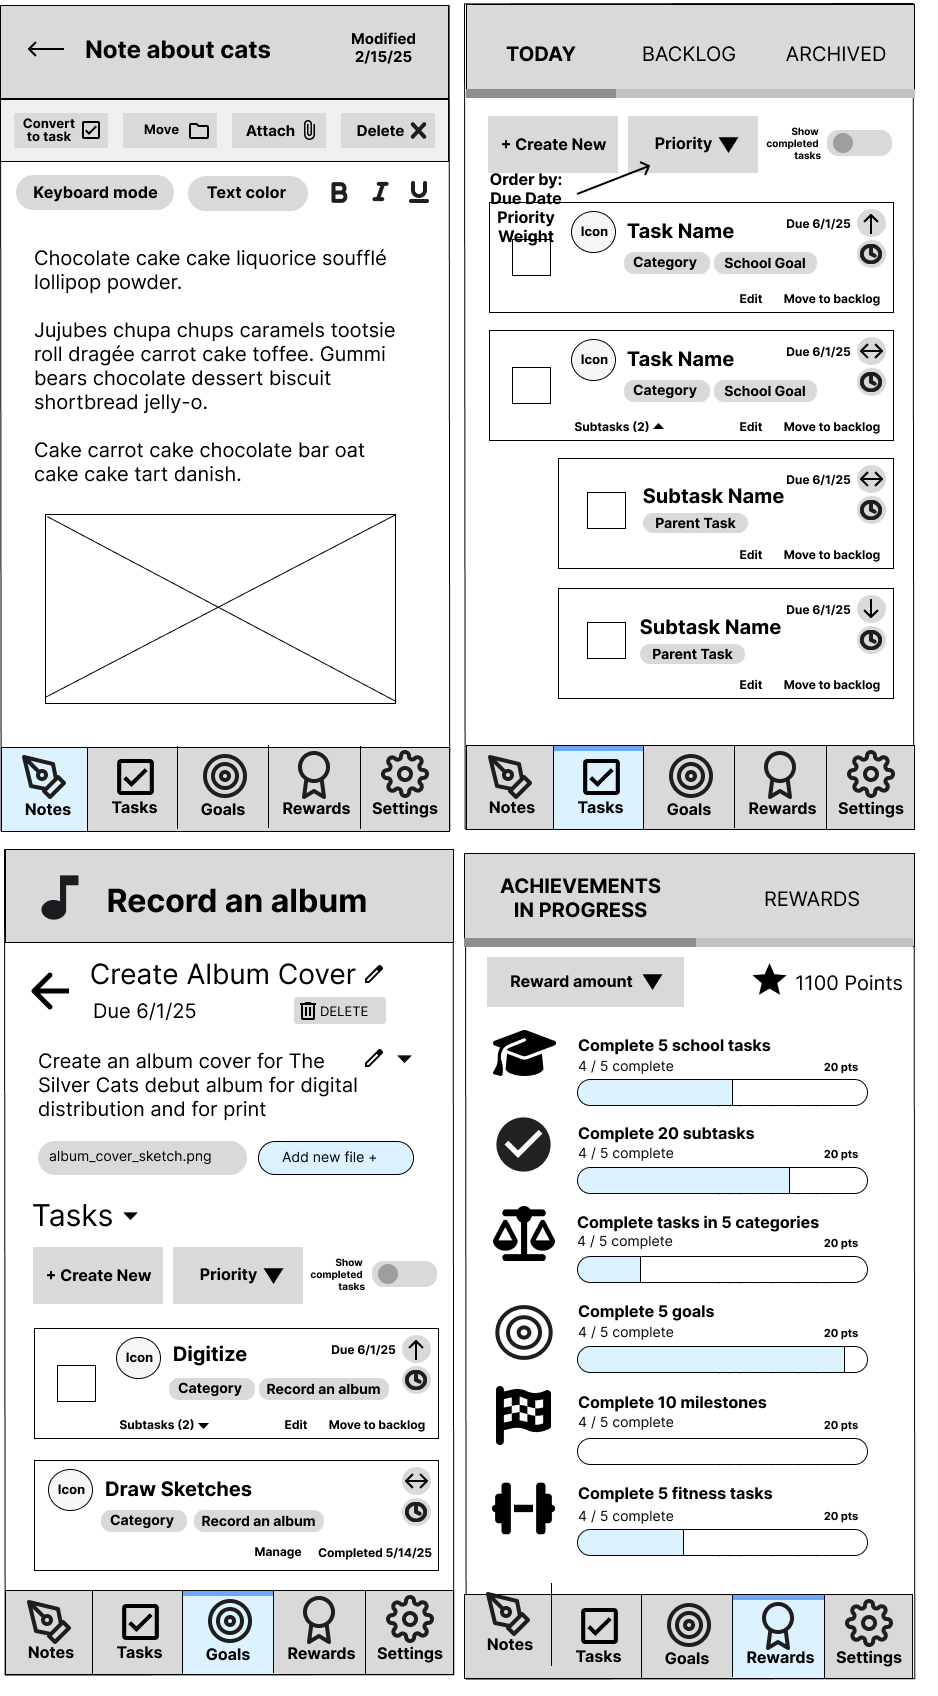 Note about cats
Modified
2/15/25
Convert
to task
Move
Attach
Delete
Keyboard mode
Text color
B I U
Chocolate cake cake liquorice soufflé
lollipop powder.
Jujubes chupa chups caramels tootsie
roll dragée carrot cake toffee. Gummi
bears chocolate dessert biscuit
shortbread jelly-o.
Cake carrot cake chocolate bar oat
cake cake tart danish.
Notes
Tasks
Goals
Rewards
Settings
TODAY
BACKLOG
ARCHIVED
+ Create New
Priority
Show
completed
tasks
Order by:
Due Date
Priority
Weight
Icon
Task Name
Due 6/1/25
Category
School Goal
Edit
Move to backlog
Icon
Task Name
Due 6/1/25
Category
School Goal
Subtasks (2)
Edit
Move to backlog
Due 6/1/25
Subtask Name
Parent Task
Edit
Move to backlog
Due 6/1/25
Subtask Name
Parent Task
Edit
Move to backlog
Notes
Tasks
Goals
Rewards
Settings
Record an album
Create Album Cover
Due 6/1/25
DELETE
Create an album cover for The
Silver Cats debut album for digital
distribution and for print
album_cover_sketch.png
Add new file +
Tasks
+ Create New
Priority
Show
completed
tasks
Icon
Digitize
Due 6/1/25
Category
Record an album
Subtasks (2)
Edit
Move to backlog
Icon
Draw Sketches
Category
Record an album
Manage
Completed 5/14/25
Notes
Tasks
Goals
Rewards
Settings
ACHIEVEMENTS
IN PROGRESS
REWARDS
Reward amount
1100 Points
Complete 5 school tasks
4 / 5 complete
20 pts
Complete 20 subtasks
4 / 5 complete
20 pts
Complete tasks in 5 categories
4 / 5 complete
20 pts
Complete 5 goals
4 / 5 complete
20 pts
Complete 10 milestones
4 / 5 complete
20 pts
Complete 5 fitness tasks
4 / 5 complete
20 pts
Notes
Tasks
Goals
Rewards
Settings